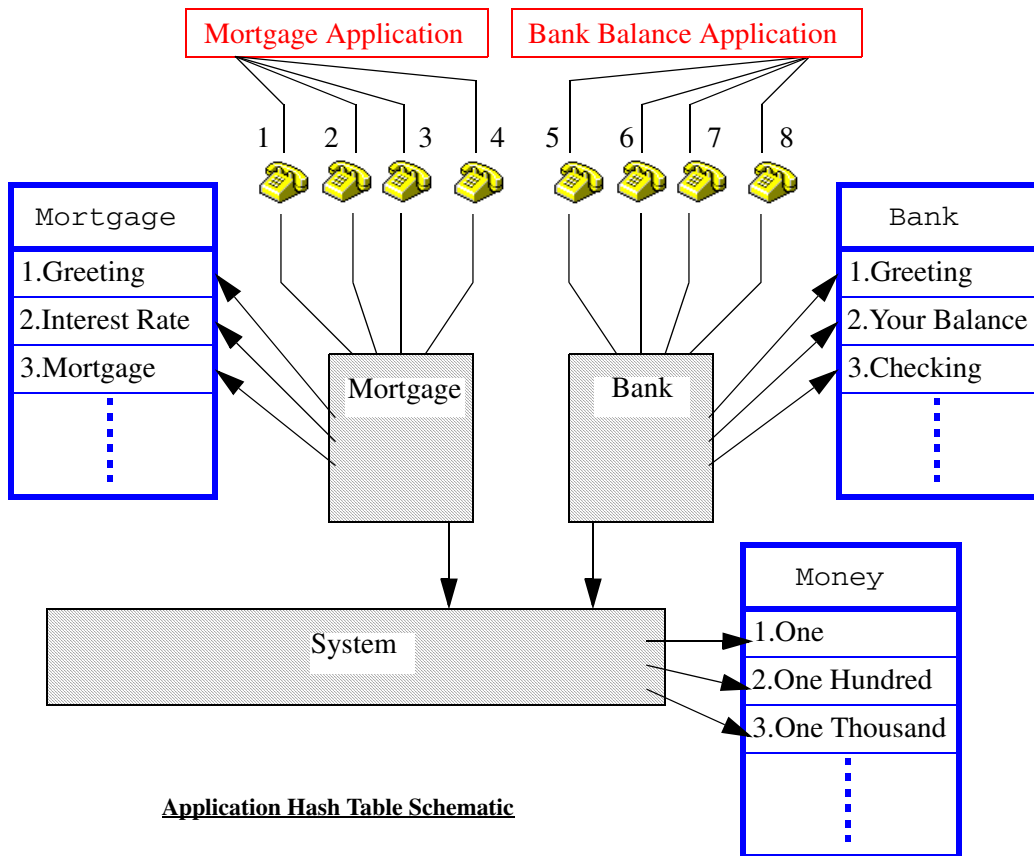 Mortgage Application
Bank Balance Application
1 2 3 4 5 6 7 8
Mortgage
1.Greeting
2.Interest Rate
3.Mortgage
Mortgage
Bank
Bank
1.Greeting
2.Your Balance
3.Checking
System
Money
1.One
2.One Hundred
3.One Thousand
Application Hash Table Schematic